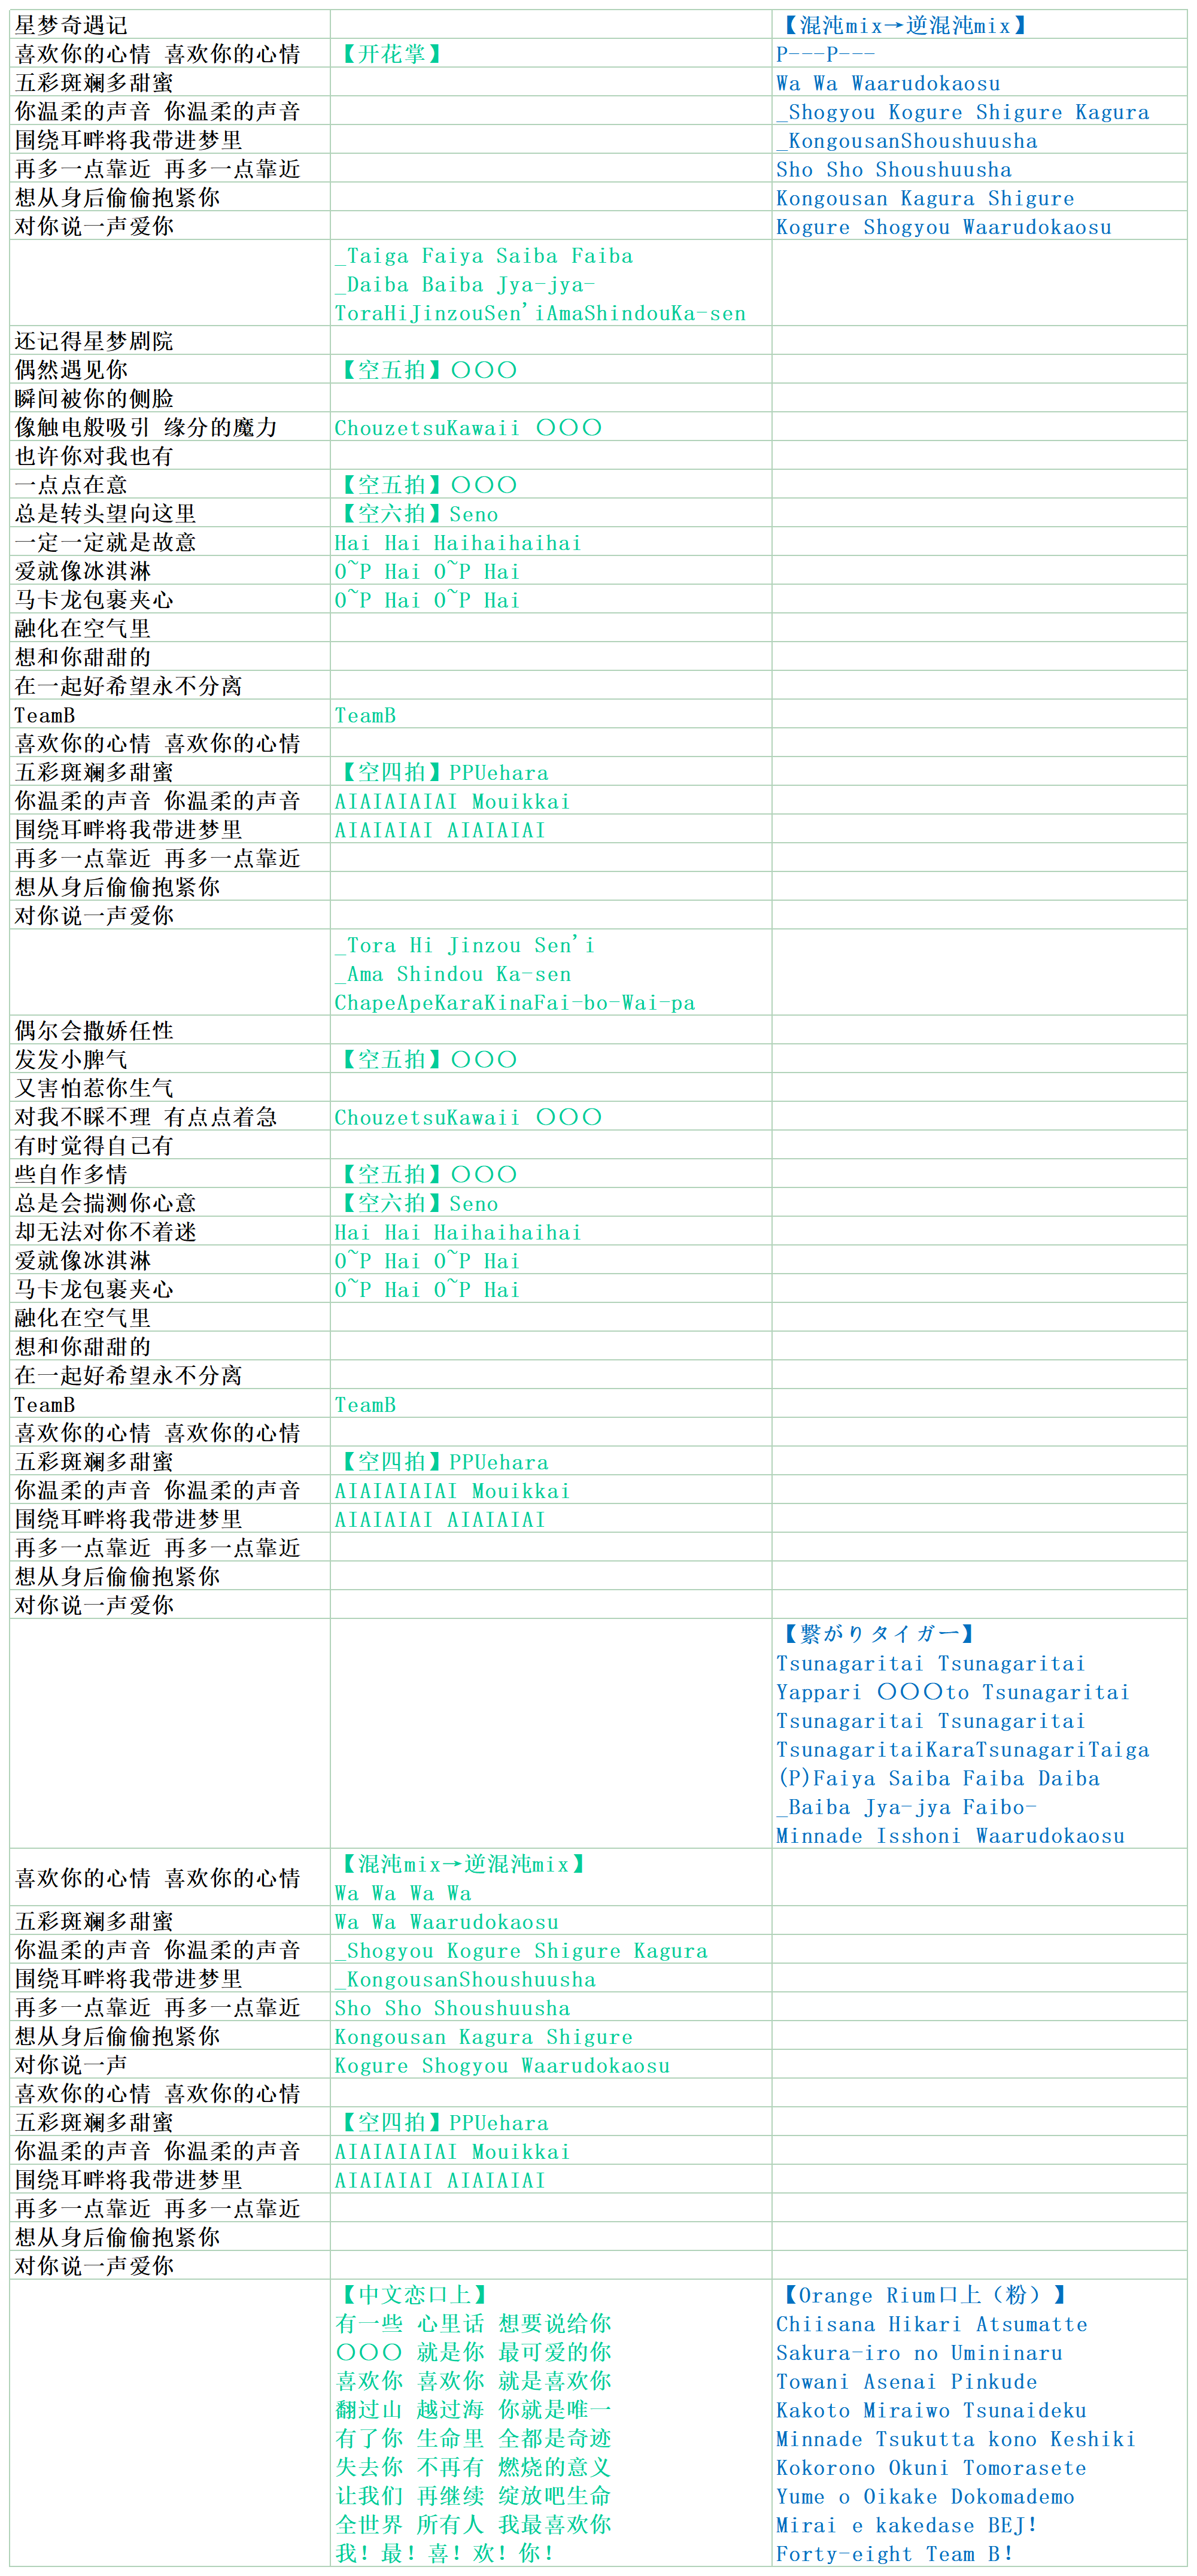 星梦奇遇记 【混沌mix→逆混沌mix】
喜欢你的心情 喜欢你的心情 【开花掌】 P---P---
五彩斑斓多甜蜜 Wa Wa Waarudokaosu
你温柔的声音 你温柔的声音 _Shogyou Kogure Shigure Kagura
围绕耳畔将我带进梦里 _KongousanShoushuusha
再多一点靠近 再多一点靠近 Sho Sho Shoushuusha
想从身后偷偷抱紧你 Kongousan Kagura Shigure
对你说一声爱你 Kogure Shogyou Waarudokaosu
_Taiga Faiya Saiba Faiba
_Daiba Baiba Jya-jya-
ToraHiJinzouSen'iAmaShindouKa-sen
还记得星梦剧院
偶然遇见你 【空五拍】〇〇〇
瞬间被你的侧脸
像触电般吸引 缘分的魔力 ChouzetsuKawaii 〇〇〇
也许你对我也有
一点点在意 【空五拍】〇〇〇
总是转头望向这里 【空六拍】Seno
一定一定就是故意 Hai Hai Haihaihaihai
爱就像冰淇淋 O~P Hai O~P Hai
马卡龙包裹夹心 O~P Hai O~P Hai
融化在空气里
想和你甜甜的
在一起好希望永不分离
TeamB TeamB
喜欢你的心情 喜欢你的心情
五彩斑斓多甜蜜 【空四拍】PPUehara
你温柔的声音 你温柔的声音 AIAIAIAIAI Mouikkai
围绕耳畔将我带进梦里 AIAIAIAI AIAIAIAI
再多一点靠近 再多一点靠近
想从身后偷偷抱紧你
对你说一声爱你
_Tora Hi Jinzou Sen'i
_Ama Shindou Ka-sen
ChapeApeKaraKinaFai-bo-Wai-pa
偶尔会撒娇任性
发发小脾气 【空五拍】〇〇〇
又害怕惹你生气
对我不睬不理 有点点着急 ChouzetsuKawaii 〇〇〇
有时觉得自己有
些自作多情 【空五拍】〇〇〇
总是会揣测你心意 【空六拍】Seno
却无法对你不着迷 Hai Hai Haihaihaihai
爱就像冰淇淋 O~P Hai O~P Hai
马卡龙包裹夹心 O~P Hai O~P Hai
融化在空气里
想和你甜甜的
在一起好希望永不分离
TeamB TeamB
喜欢你的心情 喜欢你的心情
五彩斑斓多甜蜜 【空四拍】PPUehara
你温柔的声音 你温柔的声音 AIAIAIAIAI Mouikkai
围绕耳畔将我带进梦里 AIAIAIAI AIAIAIAI
再多一点靠近 再多一点靠近
想从身后偷偷抱紧你
对你说一声爱你
【繋がりタイガー】
Tsunagaritai Tsunagaritai
Yappari 〇〇〇to Tsunagaritai
Tsunagaritai Tsunagaritai
TsunagaritaiKaraTsunagariTaiga
(P)Faiya Saiba Faiba Daiba
_Baiba Jya-jya Faibo-
Minnade Isshoni Waarudokaosu
【混沌mix→逆混沌mix】
喜欢你的心情 喜欢你的心情 Wa Wa Wa Wa
五彩斑斓多甜蜜 Wa Wa Waarudokaosu
你温柔的声音 你温柔的声音 _Shogyou Kogure Shigure Kagura
围绕耳畔将我带进梦里 _KongousanShoushuusha
再多一点靠近 再多一点靠近 Sho Sho Shoushuusha
想从身后偷偷抱紧你 Kongousan Kagura Shigure
对你说一声 Kogure Shogyou Waarudokaosu
喜欢你的心情 喜欢你的心情
五彩斑斓多甜蜜 【空四拍】PPUehara
你温柔的声音 你温柔的声音 AIAIAIAIAI Mouikkai
围绕耳畔将我带进梦里 AIAIAIAI AIAIAIAI
再多一点靠近 再多一点靠近
想从身后偷偷抱紧你
对你说一声爱你
【中文恋口上】 【Orange Rium口上（粉）】
有一些 心里话 想要说给你 Chiisana Hikari Atsumatte
〇〇〇 就是你 最可爱的你 Sakura-iro no Umininaru
喜欢你 喜欢你 就是喜欢你 Towani Asenai Pinkude
翻过山 越过海 你就是唯一 Kakoto Miraiwo Tsunaideku
有了你 生命里 全都是奇迹 Minnade Tsukutta kono Keshiki
失去你 不再有 燃烧的意义 Kokorono Okuni Tomorasete
让我们 再继续 绽放吧生命 Yume o Oikake Dokomademo
全世界 所有人 我最喜欢你 Mirai e kakedase BEJ!
我！最！喜！欢！你！ Forty-eight Team B!